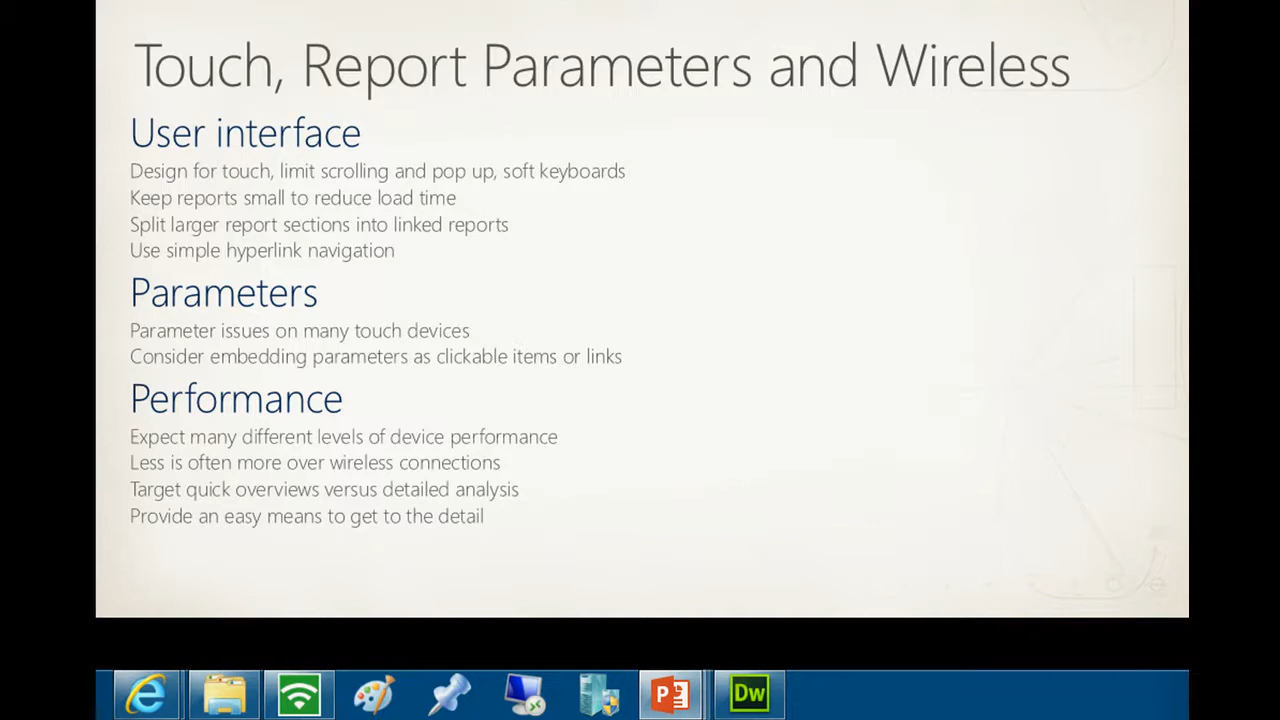 Touch, Report Parameters and Wireless
User interface
Design for touch, limit scrolling and pop up, soft keyboards
Keep reports small to reduce load time
Split larger report sections into linked reports
Use simple hyperlink navigation
Parameters
Parameter issues on many touch devices
Consider embedding parameters as clickable items or links
Performance
Expect many different levels of device performance
Less is often more over wireless connections
Target quick overviews versus detailed analysis
Provide an easy means to get to the detail
P
Dw